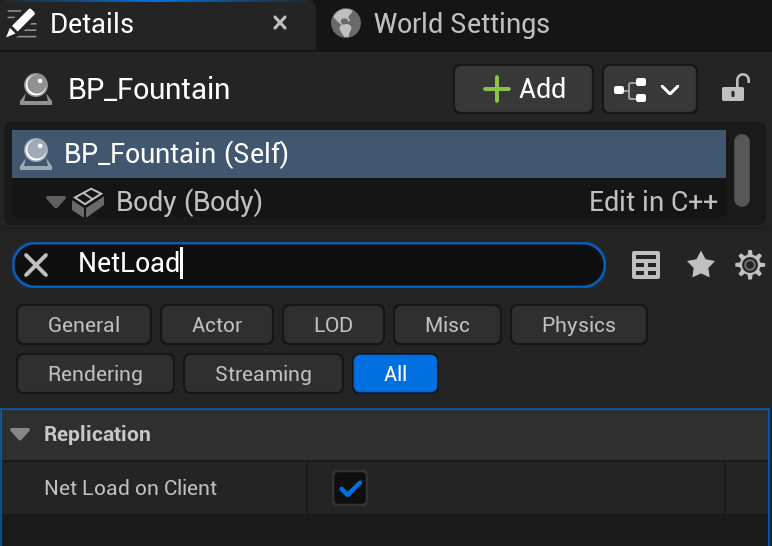 Details × World Settings
BP_Fountain Add
BP_Fountain (Self)
Body (Body) Edit in C++
NetLoad
General Actor LOD Misc Physics
Rendering Streaming All
Replication
Net Load on Client